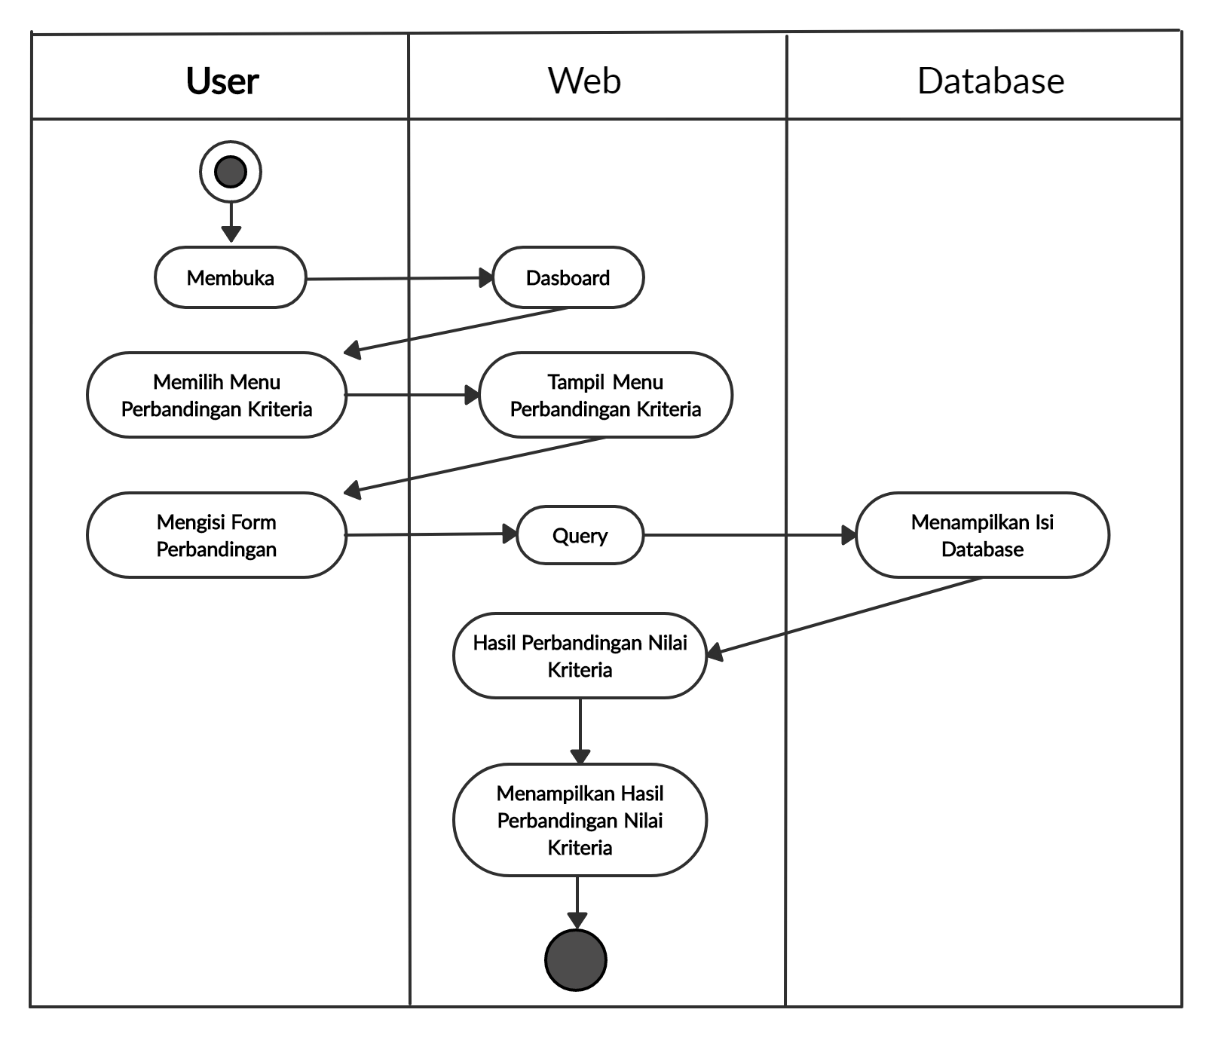 User
Web
Database
Membuka
Dasboard
Memilih Menu
Perbandingan Kriteria
Tampil Menu
Perbandingan Kriteria
Mengisi Form
Perbandingan
Query
Menampilkan Isi
Database
Hasil Perbandingan Nilai
Kriteria
Menampilkan Hasil
Perbandingan Nilai
Kriteria